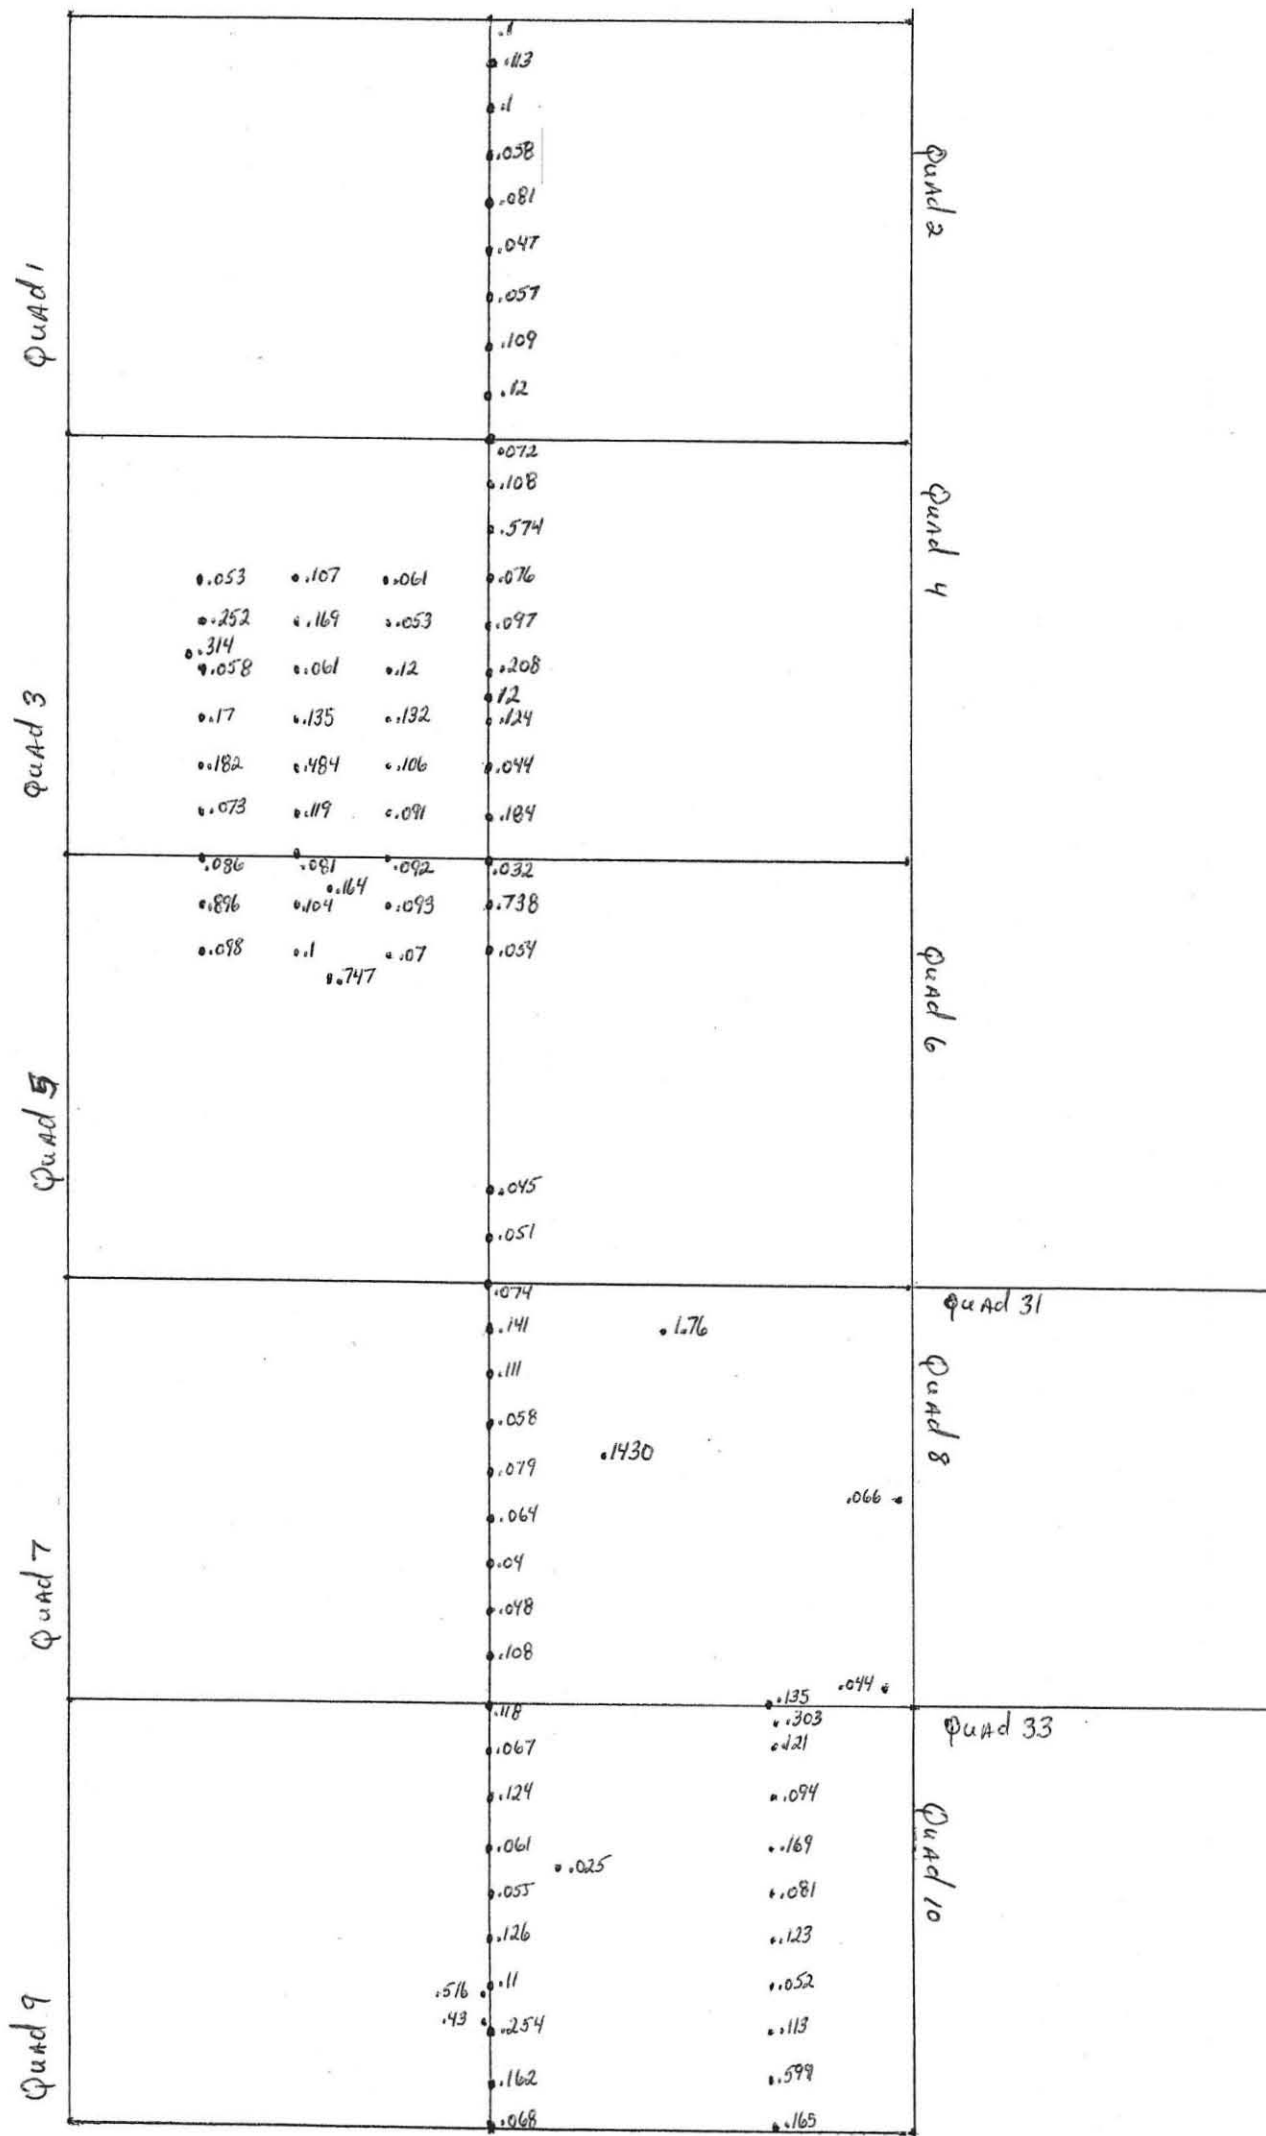 .1
.113
.1
.058
Quad 2
.081
.047
Quad 1
.057
.109
.12
.072
.108
Quad 4
.574
.053 .107 .061 .076
.252 .169 .053 .097
.314
.058 .061 .12 .208
.12
Quad 3
.17 .135 .132 .124
.182 .484 .106 .044
.073 .119 .091 .184
.086 .081 .092 .032
.164
.896 .104 .093 .738
.098 .1 .07 .054
.747
Quad 6
Quad 5
.045
.051
.074
Quad 31
.141 1.76
.111
Quad 8
.058
.079 .1430
.064 .066
.04
Quad 7
.048
.108
.044
.118 .135
.303
Quad 33
.067 .121
.124 .094
.061 .169
.025
Quad 10
.055 .081
.126 .123
.516 .11 .052
.43 .254 .113
Quad 9
.162 .599
.068 .165